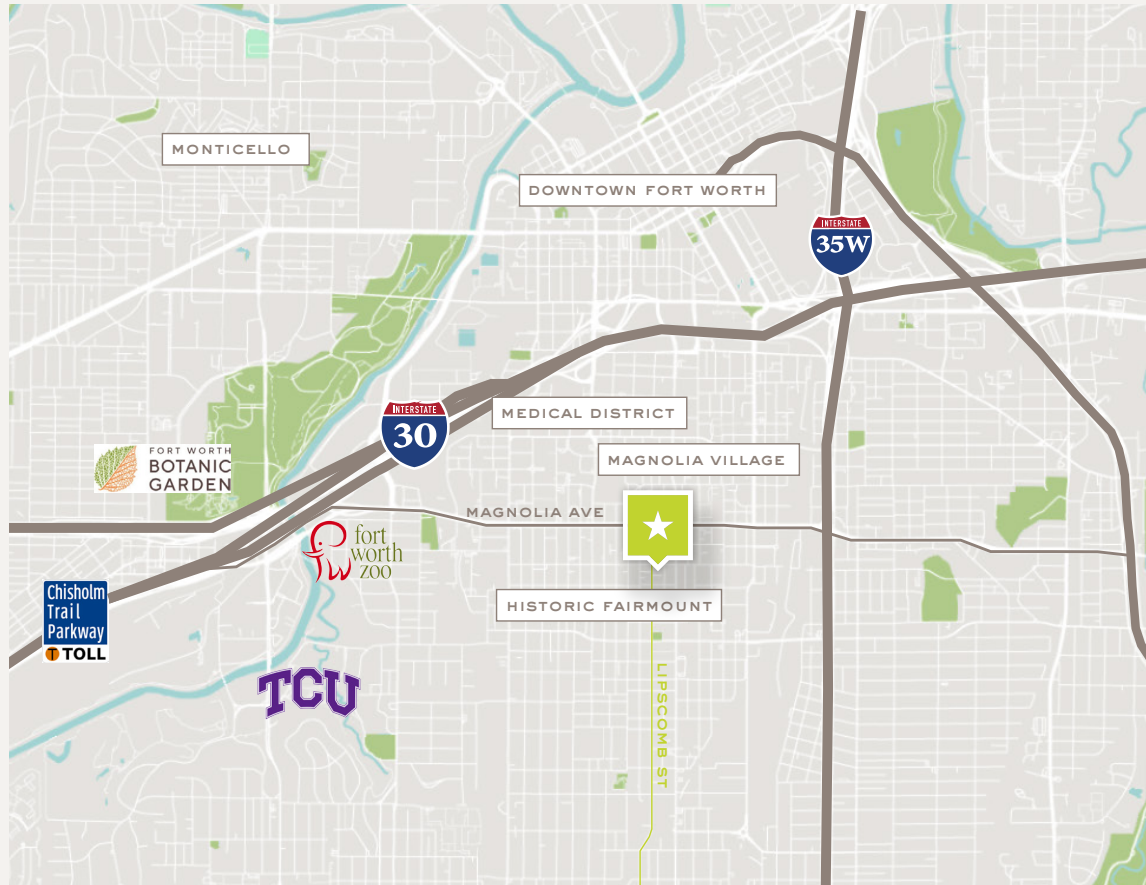 MONTICELLO
DOWNTOWN FORT WORTH
INTERSTATE
35W
INTERSTATE
30
MEDICAL DISTRICT
MAGNOLIA VILLAGE
FORT WORTH
BOTANIC
GARDEN
MAGNOLIA AVE
fort
worth
zoo
Chisholm
Trail
Parkway
T TOLL
HISTORIC FAIRMOUNT
TCU
LIPSCOMB ST